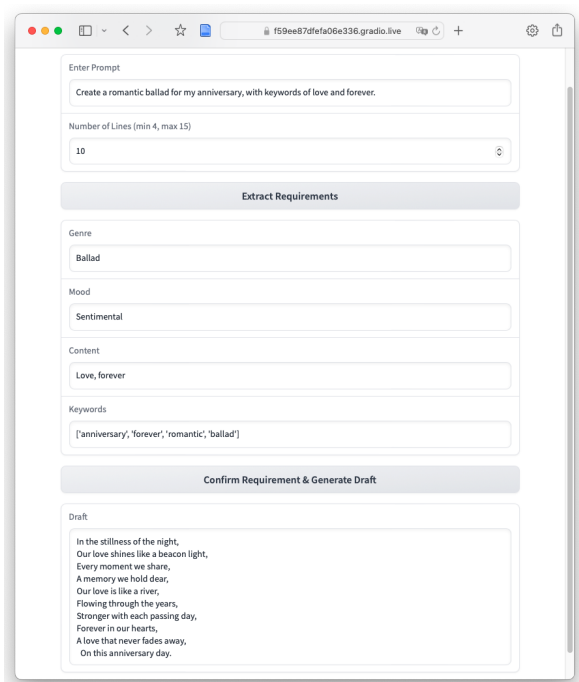 f59ee87dfefa06e336.gradio.live
Enter Prompt
Create a romantic ballad for my anniversary, with keywords of love and forever.
Number of Lines (min 4, max 15)
10
Extract Requirements
Genre
Ballad
Mood
Sentimental
Content
Love, forever
Keywords
['anniversary', 'forever', 'romantic', 'ballad']
Confirm Requirement & Generate Draft
Draft
In the stillness of the night,
Our love shines like a beacon light,
Every moment we share,
A memory we hold dear,
Our love is like a river,
Flowing through the years,
Stronger with each passing day,
Forever in our hearts,
A love that never fades away,
On this anniversary day.